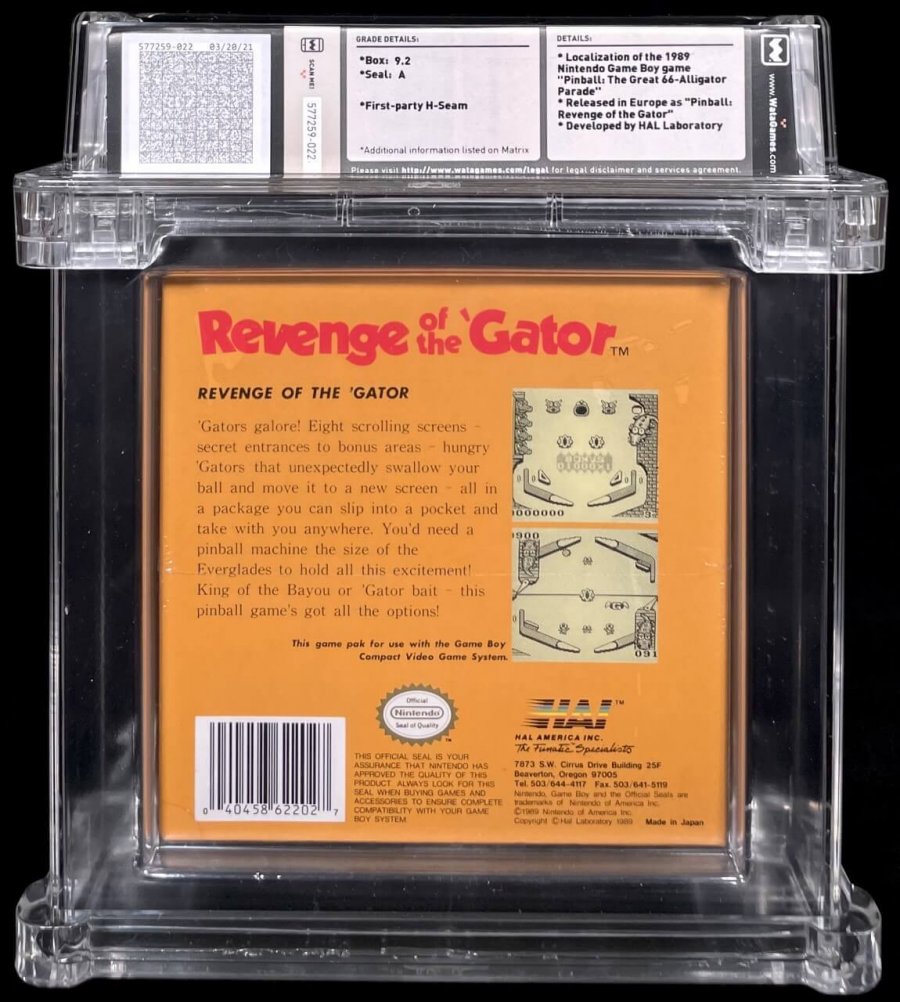 577259-022 03/20/21
SCAN ME!
577259-022
GRADE DETAILS:
*Box: 9.2
*Seal: A
*First-party H-Seam
*Additional information listed on Matrix
DETAILS:
* Localization of the 1989
Nintendo Game Boy game
"Pinball: The Great 66-Alligator
Parade"
* Released in Europe as "Pinball:
Revenge of the Gator"
* Developed by HAL Laboratory
www.WataGames.com
Please visit http://www.watagames.com/legal for legal disclaimer and services agreement.
Revenge of the 'Gator TM
REVENGE OF THE 'GATOR
'Gators galore! Eight scrolling screens -
secret entrances to bonus areas - hungry
'Gators that unexpectedly swallow your
ball and move it to a new screen - all in
a package you can slip into a pocket and
take with you anywhere. You'd need a
pinball machine the size of the
Everglades to hold all this excitement!
King of the Bayou or 'Gator bait - this
pinball game's got all the options!
This game pak for use with the Game Boy
Compact Video Game System.
0000000
900
091
Official
Nintendo
Seal of Quality
TM
THIS OFFICIAL SEAL IS YOUR
ASSURANCE THAT NINTENDO HAS
APPROVED THE QUALITY OF THIS
PRODUCT. ALWAYS LOOK FOR THIS
SEAL WHEN BUYING GAMES AND
ACCESSORIES TO ENSURE COMPLETE
COMPATIBILITY WITH YOUR GAME
BOY SYSTEM.
0 40458 62202 7
HAL TM
HAL AMERICA INC.
The Funatic Specialists
7873 S.W. Cirrus Drive Building 25F
Beaverton, Oregon 97005
Tel. 503/644-4117 Fax. 503/641-5119
Nintendo, Game Boy and the Official Seals are
trademarks of Nintendo of America Inc.
©1989 Nintendo of America Inc.
Copyright © Hal Laboratory 1989 Made in Japan